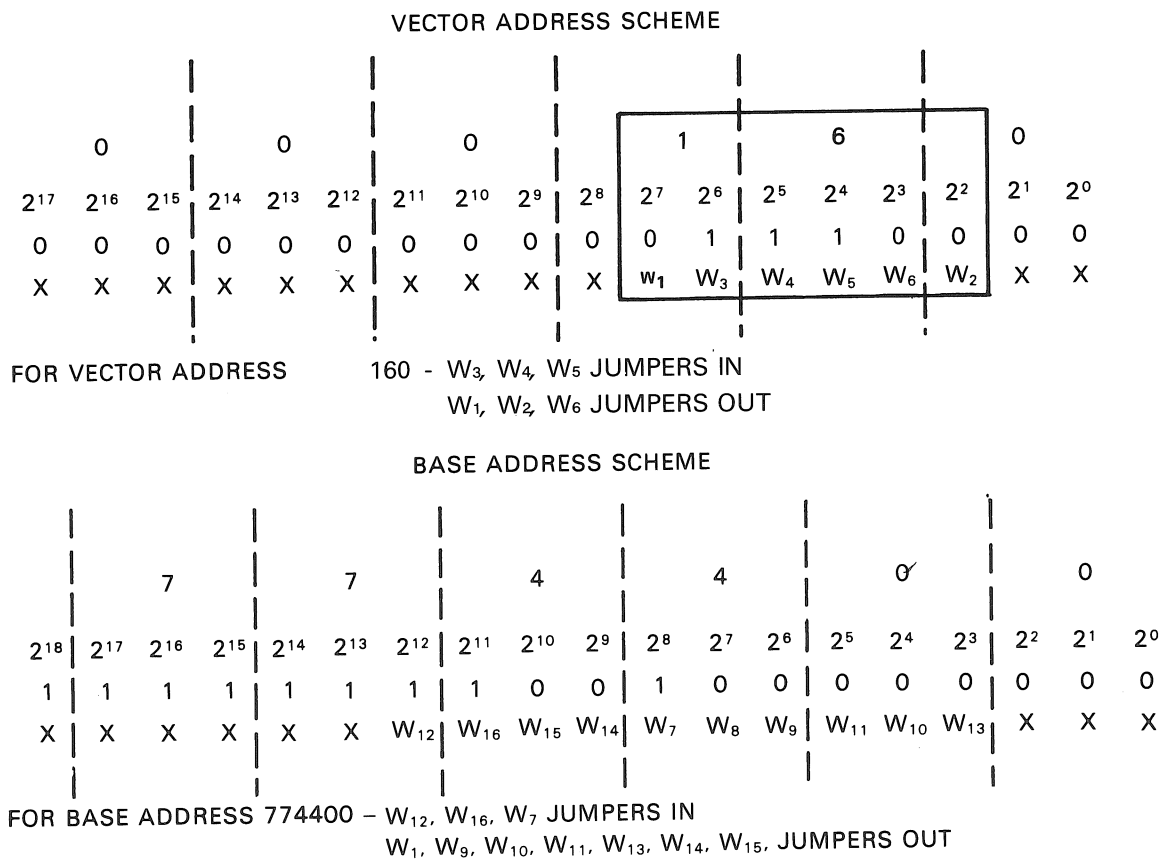 VECTOR ADDRESS SCHEME
0 0 0 1 6 0
2¹⁷ 2¹⁶ 2¹⁵ 2¹⁴ 2¹³ 2¹² 2¹¹ 2¹⁰ 2⁹ 2⁸ 2⁷ 2⁶ 2⁵ 2⁴ 2³ 2² 2¹ 2⁰
0 0 0 0 0 0 0 0 0 0 0 1 1 1 0 0 0 0
X X X X X X X X X X W₁ W₃ W₄ W₅ W₆ W₂ X X
FOR VECTOR ADDRESS 160 - W₃, W₄, W₅ JUMPERS IN
W₁, W₂, W₆ JUMPERS OUT
BASE ADDRESS SCHEME
7 7 4 4 0 0
2¹⁸ 2¹⁷ 2¹⁶ 2¹⁵ 2¹⁴ 2¹³ 2¹² 2¹¹ 2¹⁰ 2⁹ 2⁸ 2⁷ 2⁶ 2⁵ 2⁴ 2³ 2² 2¹ 2⁰
1 1 1 1 1 1 1 1 0 0 1 0 0 0 0 0 0 0 0
X X X X X X W₁₂ W₁₆ W₁₅ W₁₄ W₇ W₈ W₉ W₁₁ W₁₀ W₁₃ X X X
FOR BASE ADDRESS 774400 – W₁₂, W₁₆, W₇ JUMPERS IN
W₁, W₉, W₁₀, W₁₁, W₁₃, W₁₄, W₁₅, JUMPERS OUT